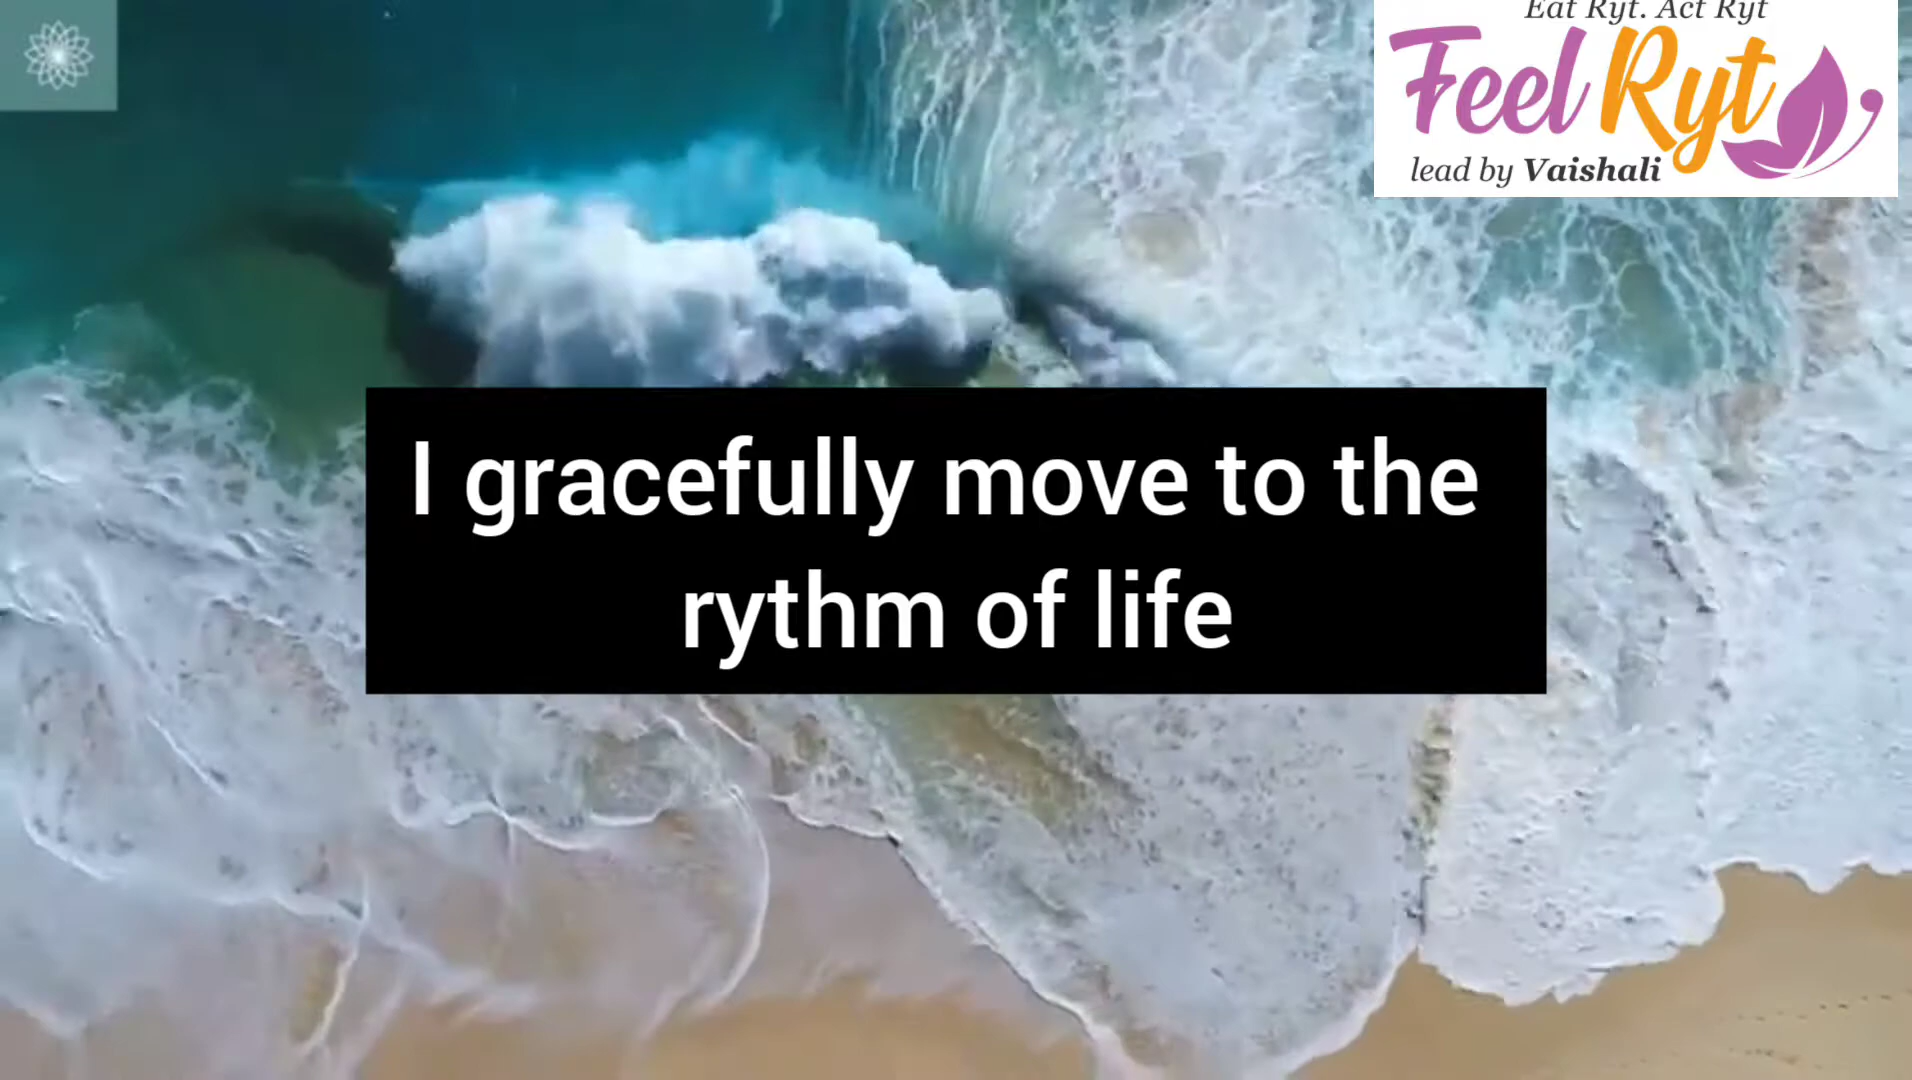 Eat Ryt. Act Ryt
Feel Ryt
lead by Vaishali
I gracefully move to the
rythm of life